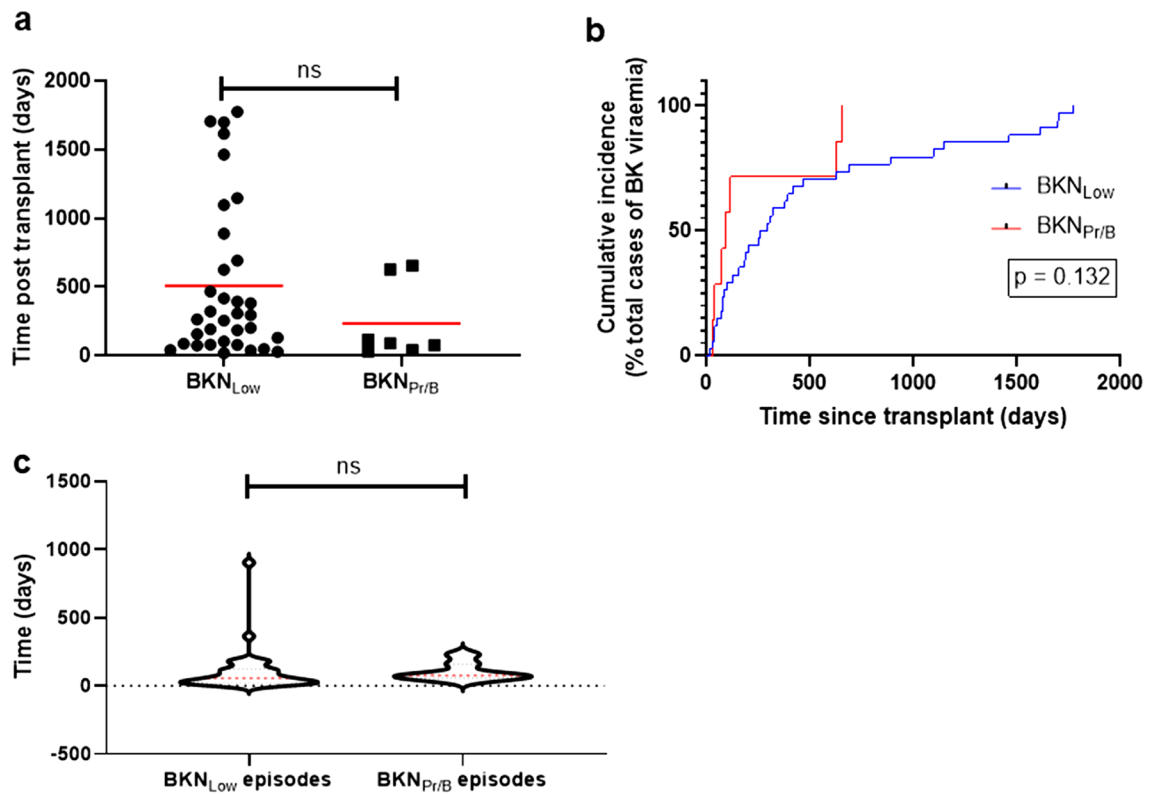 a
Time post transplant (days)
2000
1500
1000
500
0
ns
BKNLow
BKNPr/B
b
Cumulative incidence
(% total cases of BK viraemia)
100
50
0
0
500
1000
1500
2000
Time since transplant (days)
BKNLow
BKNPr/B
p = 0.132
c
Time (days)
1500
1000
500
0
-500
ns
BKNLow episodes
BKNPr/B episodes